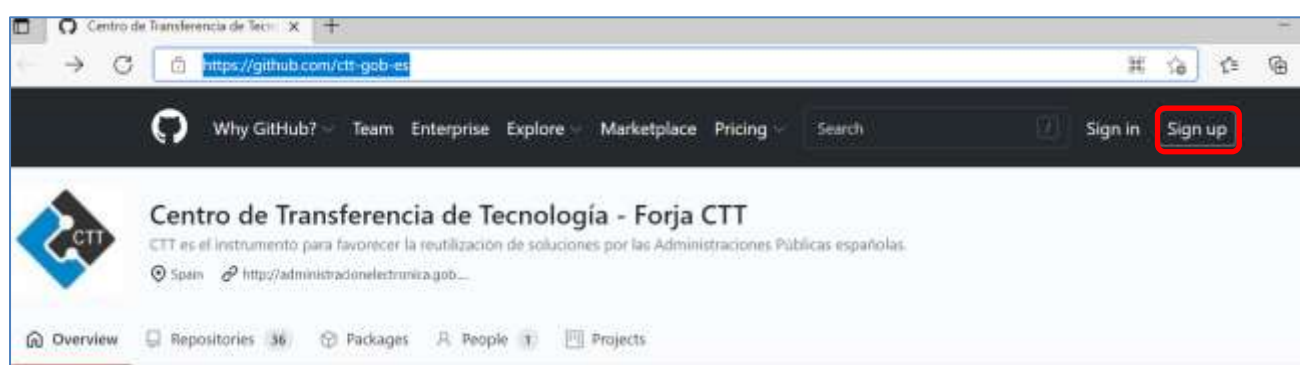 Centro de Transferencia de Tecn
https://github.com/ctt-gob-es
Why GitHub? Team Enterprise Explore Marketplace Pricing Search / Sign in Sign up
CTT
Centro de Transferencia de Tecnología - Forja CTT
CTT es el instrumento para favorecer la reutilización de soluciones por las Administraciones Públicas españolas.
Spain http://administracionelectronica.gob....
Overview Repositories 36 Packages People 1 Projects